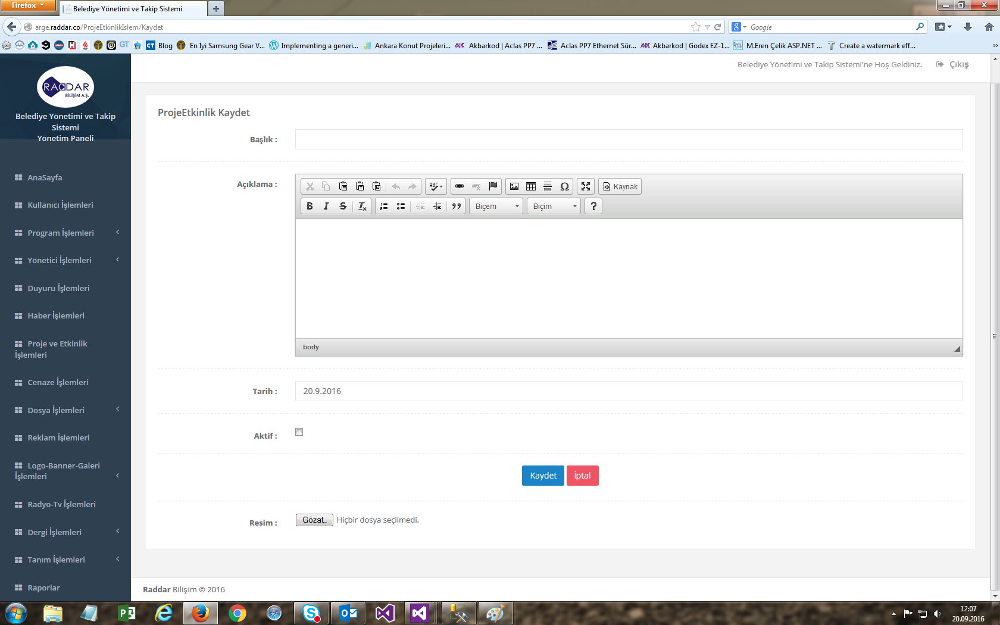 Firefox
Belediye Yönetimi ve Takip Sistemi
arge.raddar.co/ProjeEtkinlikIslem/Kaydet
Google
GT
CT Blog
En İyi Samsung Gear V...
Implementing a generi...
Ankara Konut Projeleri...
Akbarkod | Aclas PP7 ...
Aclas PP7 Ethernet Sür...
Akbarkod | Godex EZ-1...
M.Eren Çelik ASP.NET ...
Create a watermark eff...
Belediye Yönetimi ve Takip Sistemi'ne Hoş Geldiniz.
Çıkış
RADDAR
BİLİŞİM A.Ş.
Belediye Yönetimi ve Takip
Sistemi
Yönetim Paneli
AnaSayfa
Kullanıcı İşlemleri
Program İşlemleri
Yönetici İşlemleri
Duyuru İşlemleri
Haber İşlemleri
Proje ve Etkinlik
İşlemleri
Cenaze İşlemleri
Dosya İşlemleri
Reklam İşlemleri
Logo-Banner-Galeri
İşlemleri
Radyo-Tv İşlemleri
Dergi İşlemleri
Tanım İşlemleri
Raporlar
ProjeEtkinlik Kaydet
Başlık :
Açıklama :
Kaynak
Biçem
Biçim
body
Tarih :
20.9.2016
Aktif :
Kaydet
İptal
Resim :
Gözat..
Hiçbir dosya seçilmedi.
Raddar Bilişim © 2016
12:07
20.09.2016